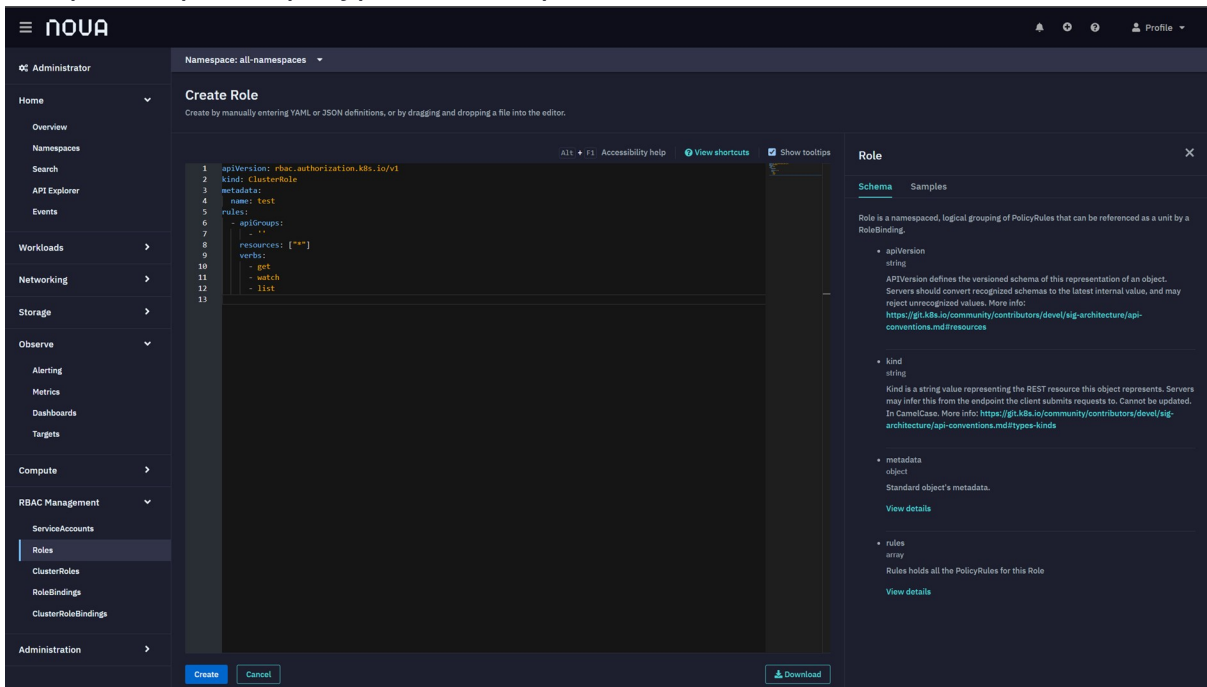 NOVA
Profile
Administrator
Home
Overview
Namespaces
Search
API Explorer
Events
Workloads
Networking
Storage
Observe
Alerting
Metrics
Dashboards
Targets
Compute
RBAC Management
ServiceAccounts
Roles
ClusterRoles
RoleBindings
ClusterRoleBindings
Administration
Namespace: all-namespaces
Create Role
Create by manually entering YAML or JSON definitions, or by dragging and dropping a file into the editor.
Alt + F1 Accessibility help View shortcuts Show tooltips
1 apiVersion: rbac.authorization.k8s.io/v1
2 kind: ClusterRole
3 metadata:
4 name: test
5 rules:
6 - apiGroups:
7 - ''
8 resources: ["*"]
9 verbs:
10 - get
11 - watch
12 - list
13
Create Cancel Download
Role
Schema Samples
Role is a namespaced, logical grouping of PolicyRules that can be referenced as a unit by a
RoleBinding.
• apiVersion
string
APIVersion defines the versioned schema of this representation of an object.
Servers should convert recognized schemas to the latest internal value, and may
reject unrecognized values. More info:
https://git.k8s.io/community/contributors/devel/sig-architecture/api-
conventions.md#resources
• kind
string
Kind is a string value representing the REST resource this object represents. Servers
may infer this from the endpoint the client submits requests to. Cannot be updated.
In CamelCase. More info: https://git.k8s.io/community/contributors/devel/sig-
architecture/api-conventions.md#types-kinds
• metadata
object
Standard object's metadata.
View details
• rules
array
Rules holds all the PolicyRules for this Role
View details